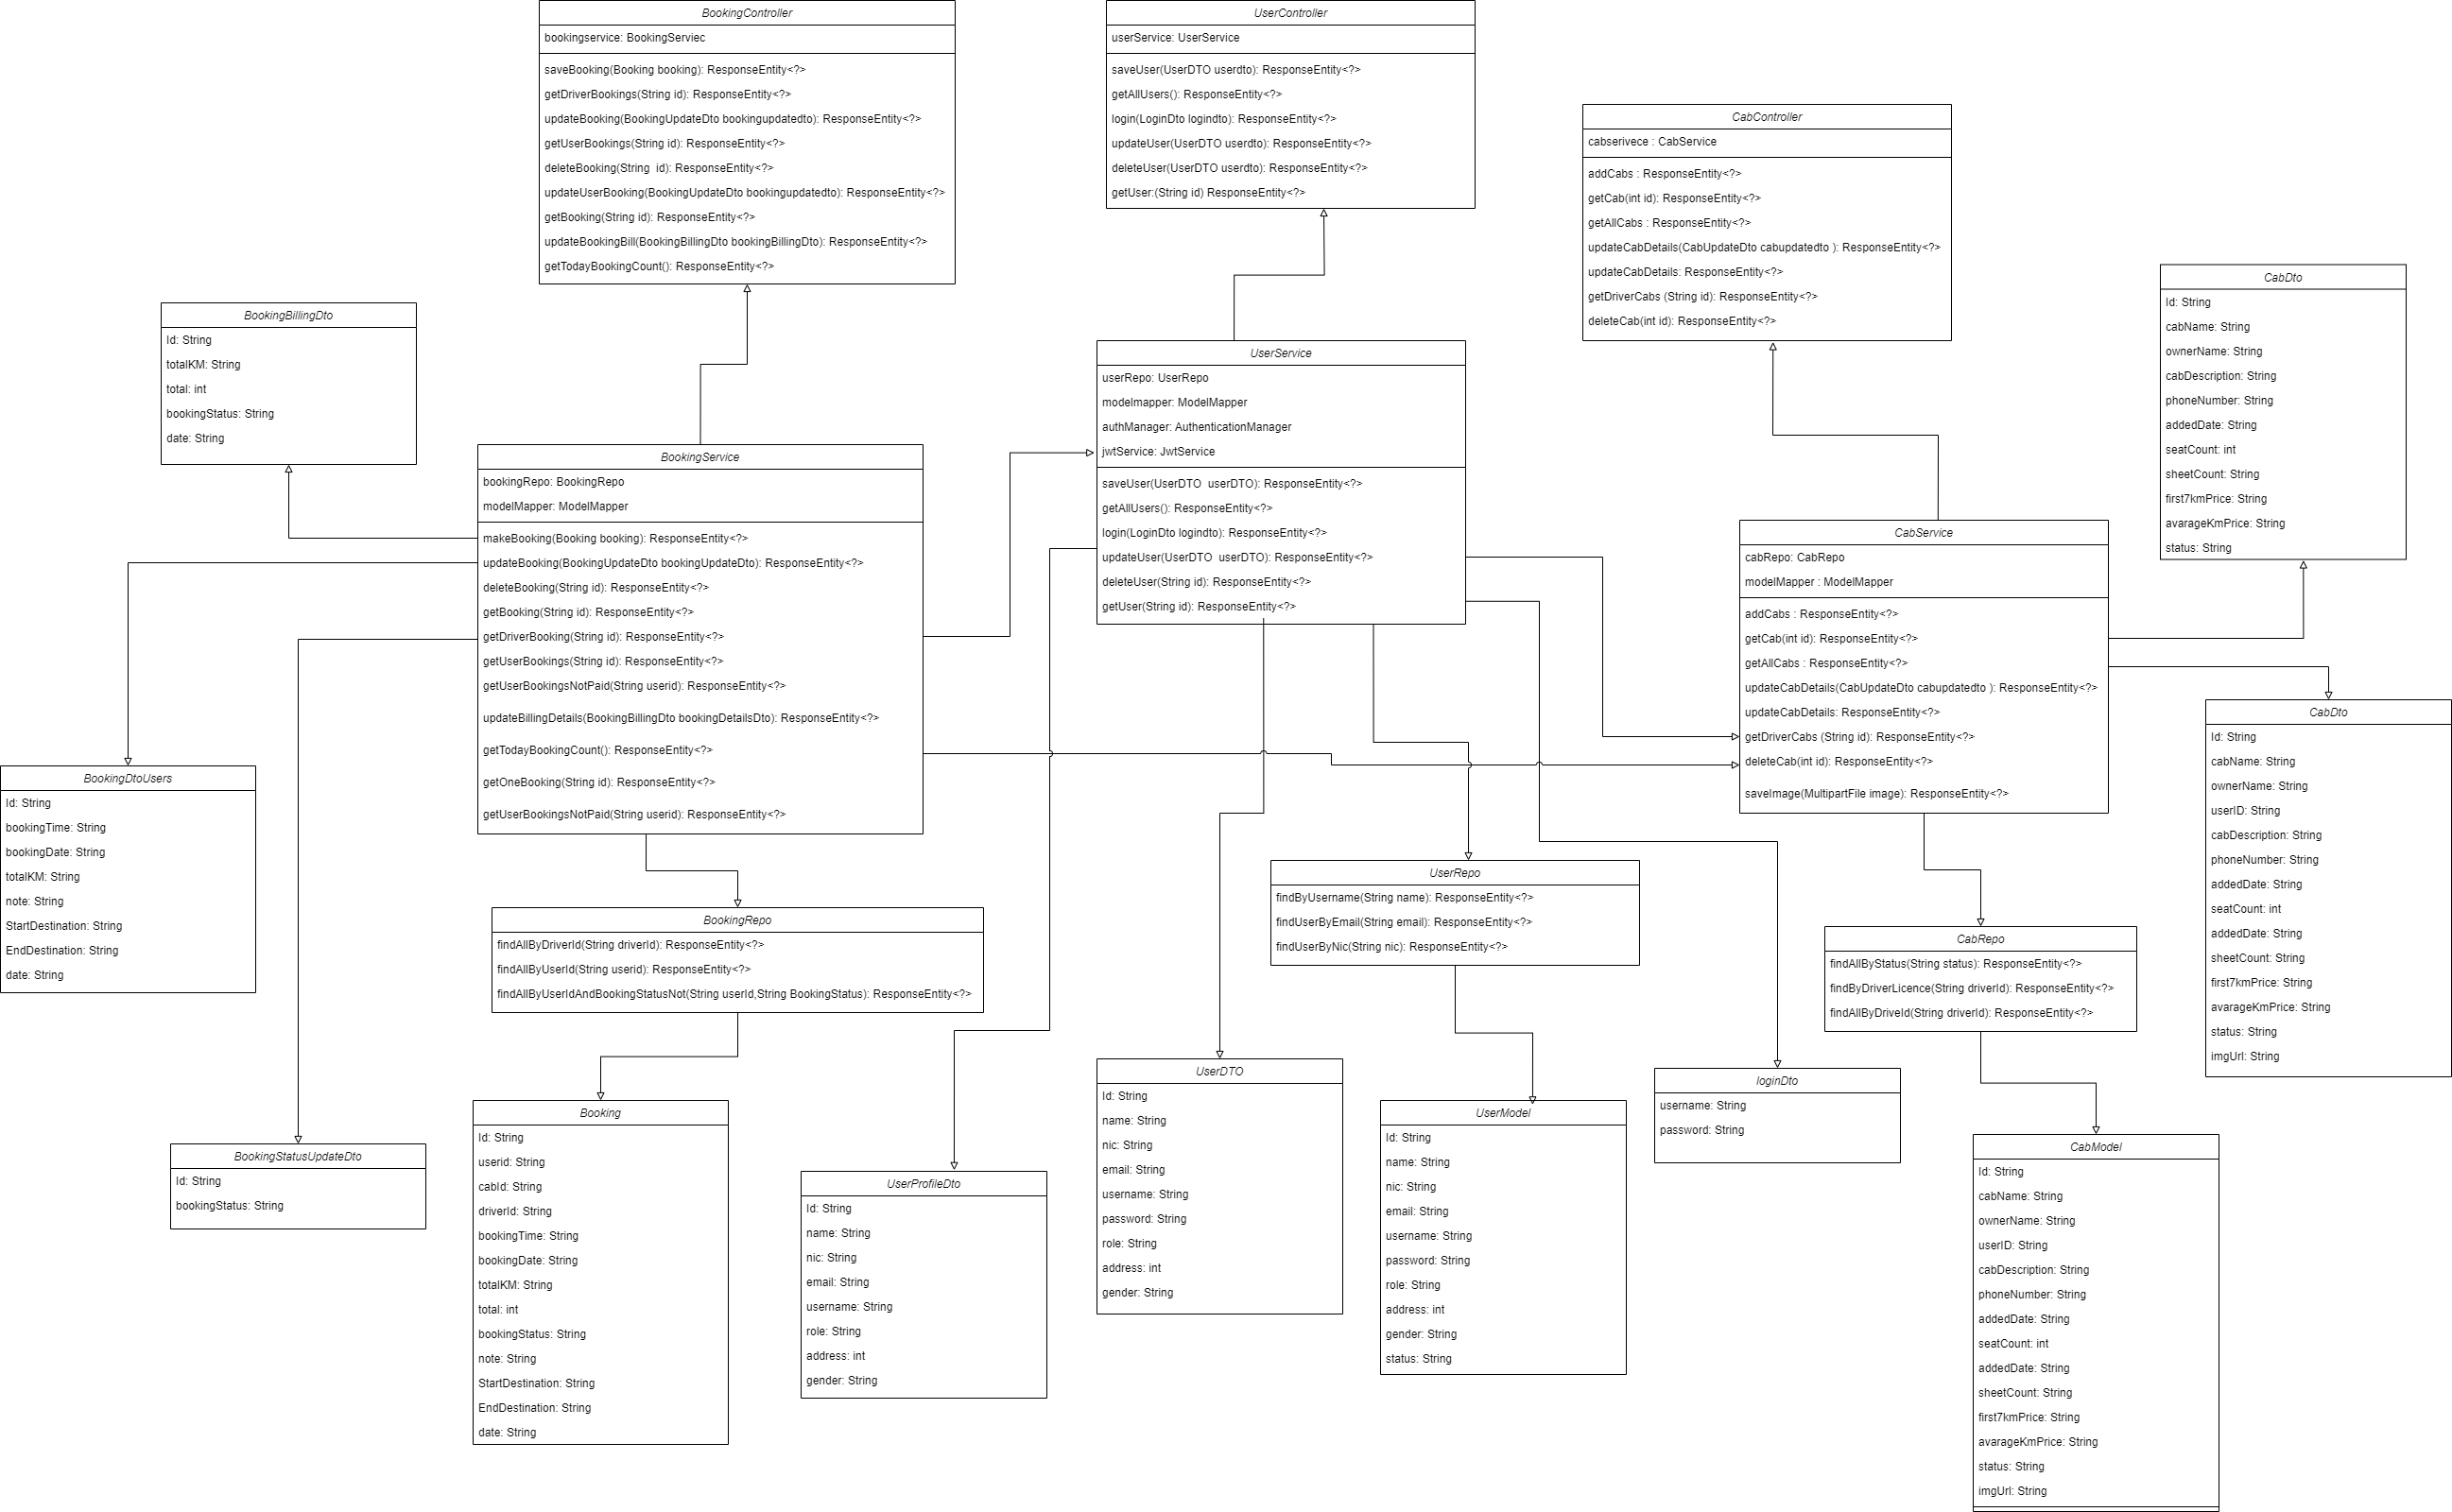 BookingController
bookingservice: BookingServiec
saveBooking(Booking booking): ResponseEntity<?>
getDriverBookings(String id): ResponseEntity<?>
updateBooking(BookingUpdateDto bookingupdatedto): ResponseEntity<?>
getUserBookings(String id): ResponseEntity<?>
deleteBooking(String  id): ResponseEntity<?>
updateUserBooking(BookingUpdateDto bookingupdatedto): ResponseEntity<?>
getBooking(String id): ResponseEntity<?>
updateBookingBill(BookingBillingDto bookingBillingDto): ResponseEntity<?>
getTodayBookingCount(): ResponseEntity<?>
UserController
userService: UserService
saveUser(UserDTO userdto): ResponseEntity<?>
getAllUsers(): ResponseEntity<?>
login(LoginDto logindto): ResponseEntity<?>
updateUser(UserDTO userdto): ResponseEntity<?>
deleteUser(UserDTO userdto): ResponseEntity<?>
getUser:(String id) ResponseEntity<?>
CabController
cabserivece : CabService
addCabs : ResponseEntity<?>
getCab(int id): ResponseEntity<?>
getAllCabs : ResponseEntity<?>
updateCabDetails(CabUpdateDto cabupdatedto ): ResponseEntity<?>
updateCabDetails: ResponseEntity<?>
getDriverCabs (String id): ResponseEntity<?>
deleteCab(int id): ResponseEntity<?>
CabDto
Id: String
cabName: String
ownerName: String
cabDescription: String
phoneNumber: String
addedDate: String
seatCount: int
sheetCount: String
first7kmPrice: String
avarageKmPrice: String
status: String
BookingBillingDto
Id: String
totalKM: String
total: int
bookingStatus: String
date: String
UserService
userRepo: UserRepo
modelmapper: ModelMapper
authManager: AuthenticationManager
jwtService: JwtService
saveUser(UserDTO  userDTO): ResponseEntity<?>
getAllUsers(): ResponseEntity<?>
login(LoginDto logindto): ResponseEntity<?>
updateUser(UserDTO  userDTO): ResponseEntity<?>
deleteUser(String id): ResponseEntity<?>
getUser(String id): ResponseEntity<?>
BookingService
bookingRepo: BookingRepo
modelMapper: ModelMapper
makeBooking(Booking booking): ResponseEntity<?>
updateBooking(BookingUpdateDto bookingUpdateDto): ResponseEntity<?>
deleteBooking(String id): ResponseEntity<?>
getBooking(String id): ResponseEntity<?>
getDriverBooking(String id): ResponseEntity<?>
getUserBookings(String id): ResponseEntity<?>
getUserBookingsNotPaid(String userid): ResponseEntity<?>
updateBillingDetails(BookingBillingDto bookingDetailsDto): ResponseEntity<?>
getTodayBookingCount(): ResponseEntity<?>
getOneBooking(String id): ResponseEntity<?>
getUserBookingsNotPaid(String userid): ResponseEntity<?>
CabService
cabRepo: CabRepo
modelMapper : ModelMapper
addCabs : ResponseEntity<?>
getCab(int id): ResponseEntity<?>
getAllCabs : ResponseEntity<?>
updateCabDetails(CabUpdateDto cabupdatedto ): ResponseEntity<?>
updateCabDetails: ResponseEntity<?>
getDriverCabs (String id): ResponseEntity<?>
deleteCab(int id): ResponseEntity<?>
saveImage(MultipartFile image): ResponseEntity<?>
CabDto
Id: String
cabName: String
ownerName: String
userID: String
cabDescription: String
phoneNumber: String
addedDate: String
seatCount: int
addedDate: String
sheetCount: String
first7kmPrice: String
avarageKmPrice: String
status: String
imgUrl: String
BookingDtoUsers
Id: String
bookingTime: String
bookingDate: String
totalKM: String
note: String
StartDestination: String
EndDestination: String
date: String
BookingRepo
findAllByDriverId(String driverId): ResponseEntity<?>
findAllByUserId(String userid): ResponseEntity<?>
findAllByUserIdAndBookingStatusNot(String userId,String BookingStatus): ResponseEntity<?>
UserRepo
findByUsername(String name): ResponseEntity<?>
findUserByEmail(String email): ResponseEntity<?>
findUserByNic(String nic): ResponseEntity<?>
CabRepo
findAllByStatus(String status): ResponseEntity<?>
findByDriverLicence(String driverId): ResponseEntity<?>
findAllByDriveId(String driverId): ResponseEntity<?>
BookingStatusUpdateDto
Id: String
bookingStatus: String
Booking
Id: String
userid: String
cabId: String
driverId: String
bookingTime: String
bookingDate: String
totalKM: String
total: int
bookingStatus: String
note: String
StartDestination: String
EndDestination: String
date: String
UserProfileDto
Id: String
name: String
nic: String
email: String
username: String
role: String
address: int
gender: String
UserDTO
Id: String
name: String
nic: String
email: String
username: String
password: String
role: String
address: int
gender: String
UserModel
Id: String
name: String
nic: String
email: String
username: String
password: String
role: String
address: int
gender: String
status: String
loginDto
username: String
password: String
CabModel
Id: String
cabName: String
ownerName: String
userID: String
cabDescription: String
phoneNumber: String
addedDate: String
seatCount: int
addedDate: String
sheetCount: String
first7kmPrice: String
avarageKmPrice: String
status: String
imgUrl: String